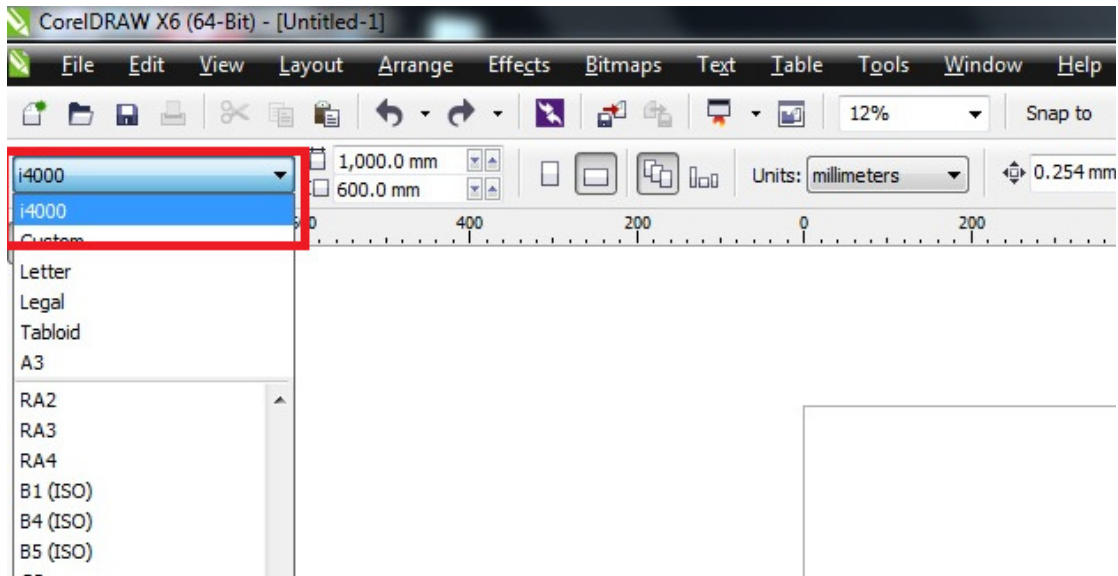 CorelDRAW X6 (64-Bit) - [Untitled-1]
File Edit View Layout Arrange Effects Bitmaps Text Table Tools Window Help
12% Snap to
i4000 1,000.0 mm
600.0 mm Units: millimeters 0.254 mm
i4000
400 200 0 200
Custom
Letter
Legal
Tabloid
A3
RA2
RA3
RA4
B1 (ISO)
B4 (ISO)
B5 (ISO)